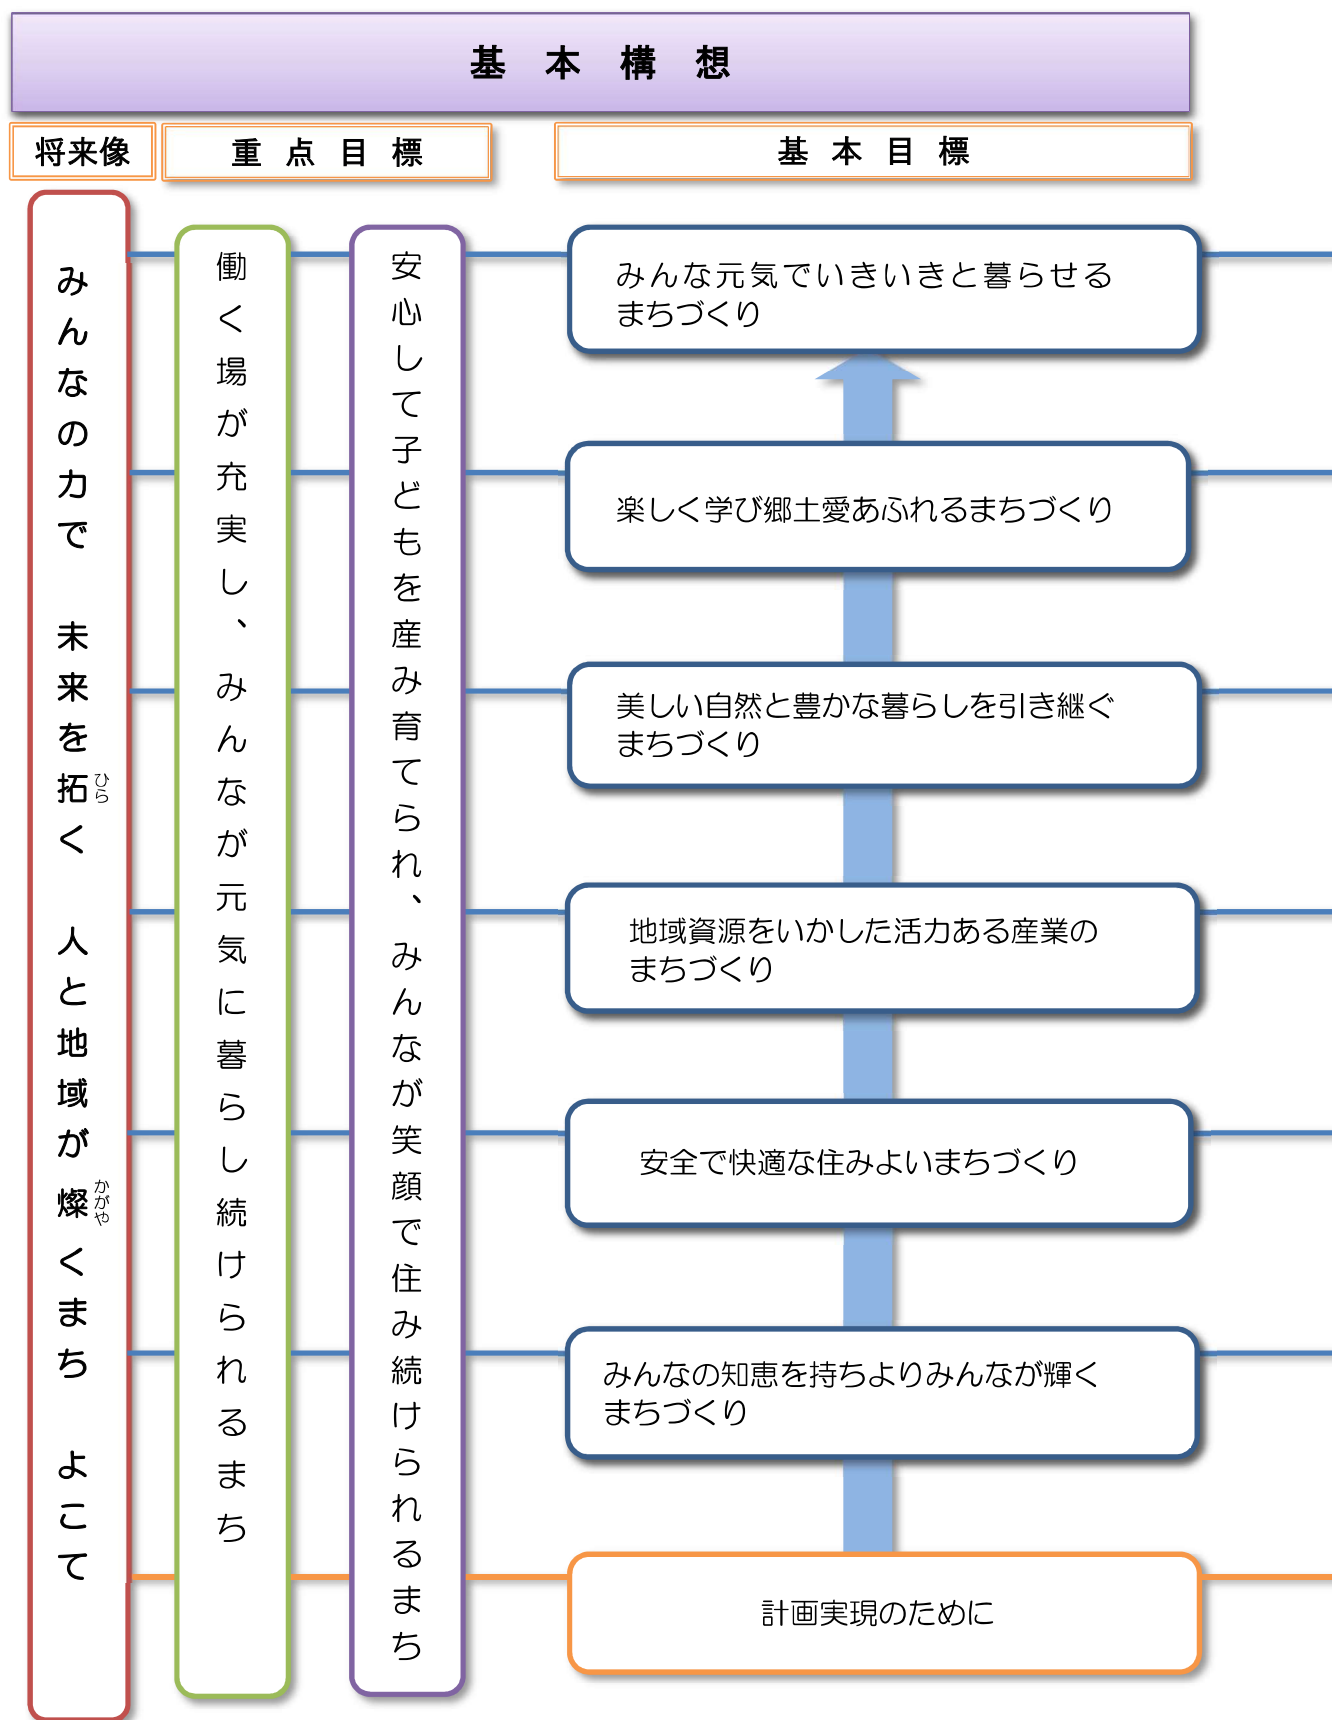 基本構想
将来像
重点目標
基本目標
みんなの力で　未来を拓く　人と地域が燦くまち　よこて
ひら
かがや
働く場が充実し、みんなが元気に暮らし続けられるまち
安心して子どもを産み育てられ、みんなが笑顔で住み続けられるまち
みんな元気でいきいきと暮らせる
まちづくり
楽しく学び郷土愛あふれるまちづくり
美しい自然と豊かな暮らしを引き継ぐ
まちづくり
地域資源をいかした活力ある産業の
まちづくり
安全で快適な住みよいまちづくり
みんなの知恵を持ちよりみんなが輝く
まちづくり
計画実現のために